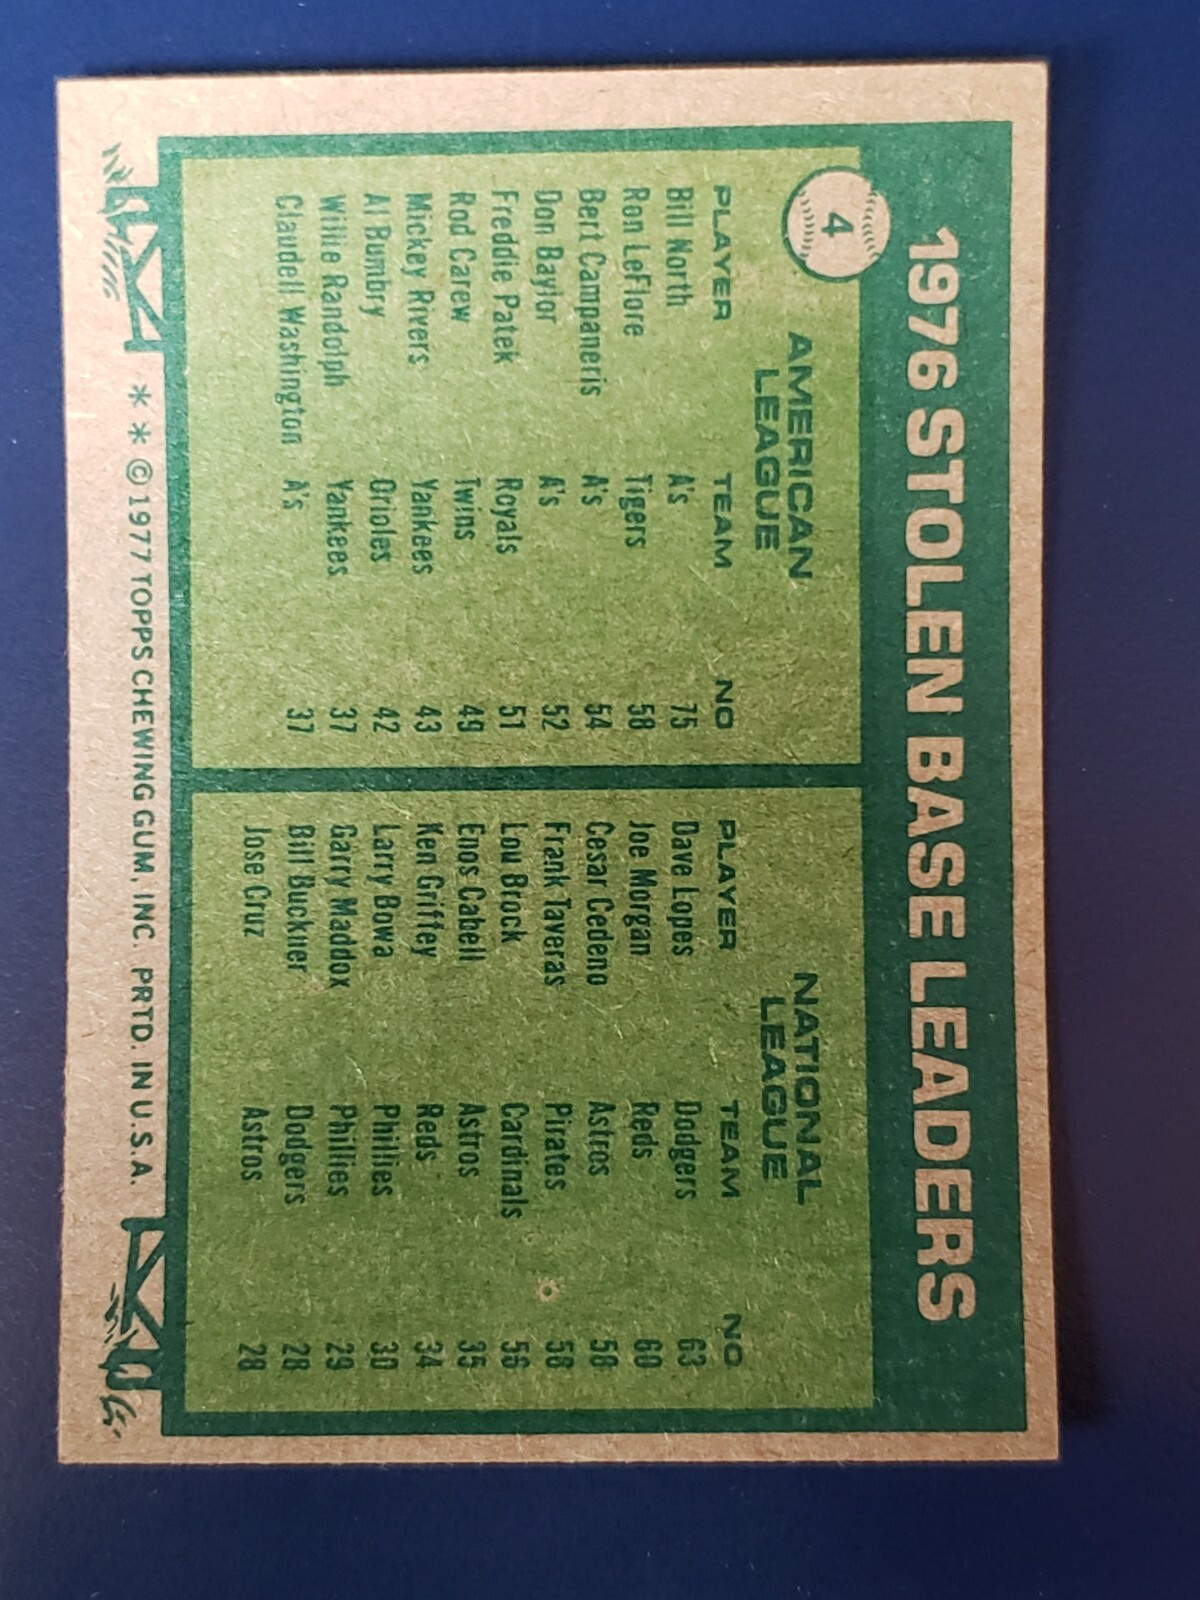 1976 STOLEN BASE LEADERS
4
AMERICAN
LEAGUE
PLAYER TEAM NO
Bill North A's 75
Ron LeFlore Tigers 58
Bert Campaneris A's 54
Don Baylor A's 52
Freddie Patek Royals 51
Rod Carew Twins 49
Mickey Rivers Yankees 43
Al Bumbry Orioles 42
Willie Randolph Yankees 37
Claudell Washington A's 37
NATIONAL
LEAGUE
PLAYER TEAM NO
Dave Lopes Dodgers 63
Joe Morgan Reds 60
Cesar Cedeno Astros 58
Frank Taveras Pirates 58
Lou Brock Cardinals 56
Enos Cabell Astros 35
Ken Griffey Reds 34
Larry Bowa Phillies 30
Garry Maddox Phillies 29
Bill Buckner Dodgers 28
Jose Cruz Astros 28
* * ©1977 TOPPS CHEWING GUM, INC. PRTD. IN U.S.A.